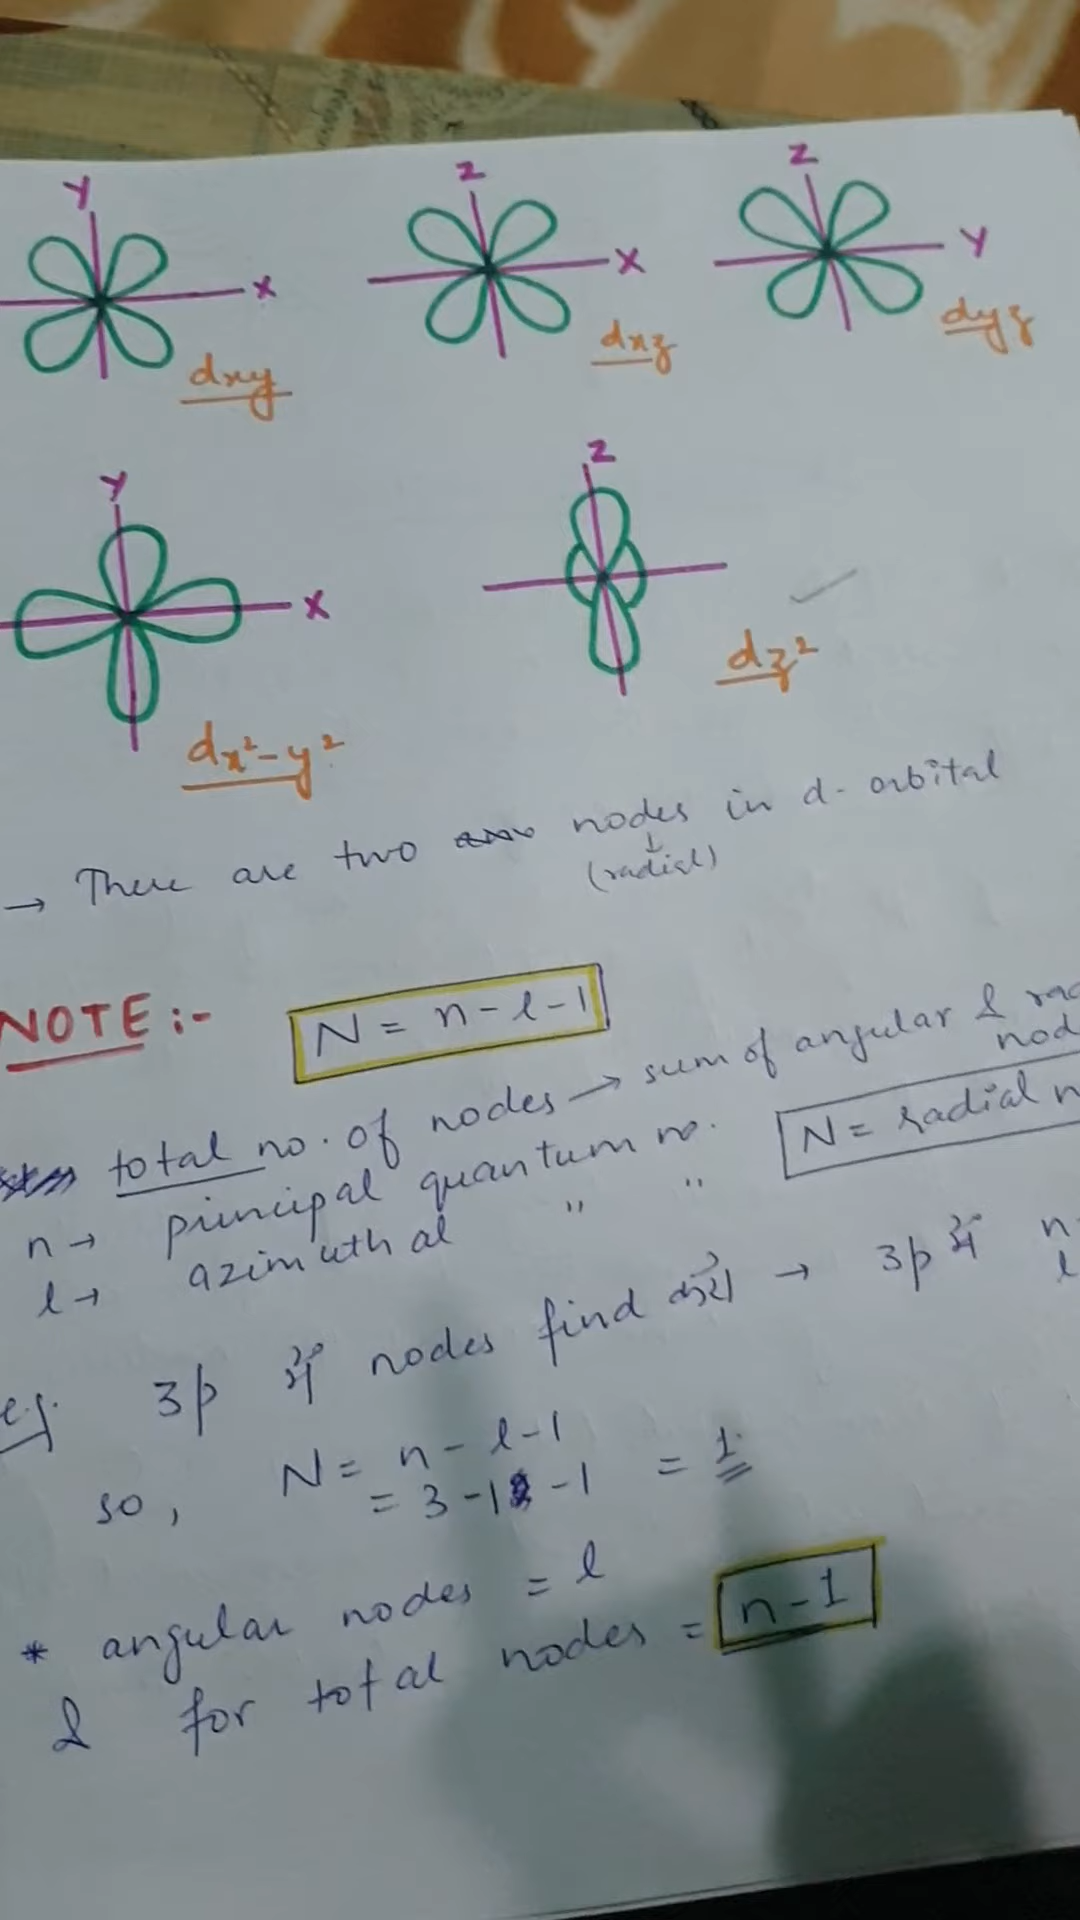 Y
X
dxy
Z
X
dxz
Z
Y
dyz
Y
X
dx²-y²
Z
dz²
→ There are two nodes in d-orbital
↓
(radial)
NOTE :- N = n-l-1
total no. of nodes → sum of angular & rad
nod
n → principal quantum no. N = radial n
l → azimuthal " "
e.g. 3p में nodes find करो → 3p में n
l
so, N = n - l - 1
= 3 - 1 - 1 = 1
* angular nodes = l
& for total nodes = n-1